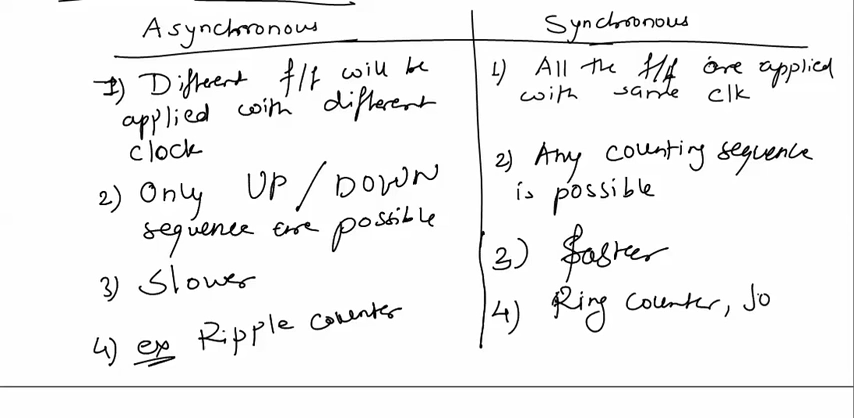 Asynchronous
Synchronous
1) Different f/f will be
applied with different
clock
2) Only UP/DOWN
sequence are possible
3) Slower
4) ex Ripple counter
1) All the f/f are applied
with same clk
2) Any counting sequence
is possible
3) faster
4) Ring counter, Jo